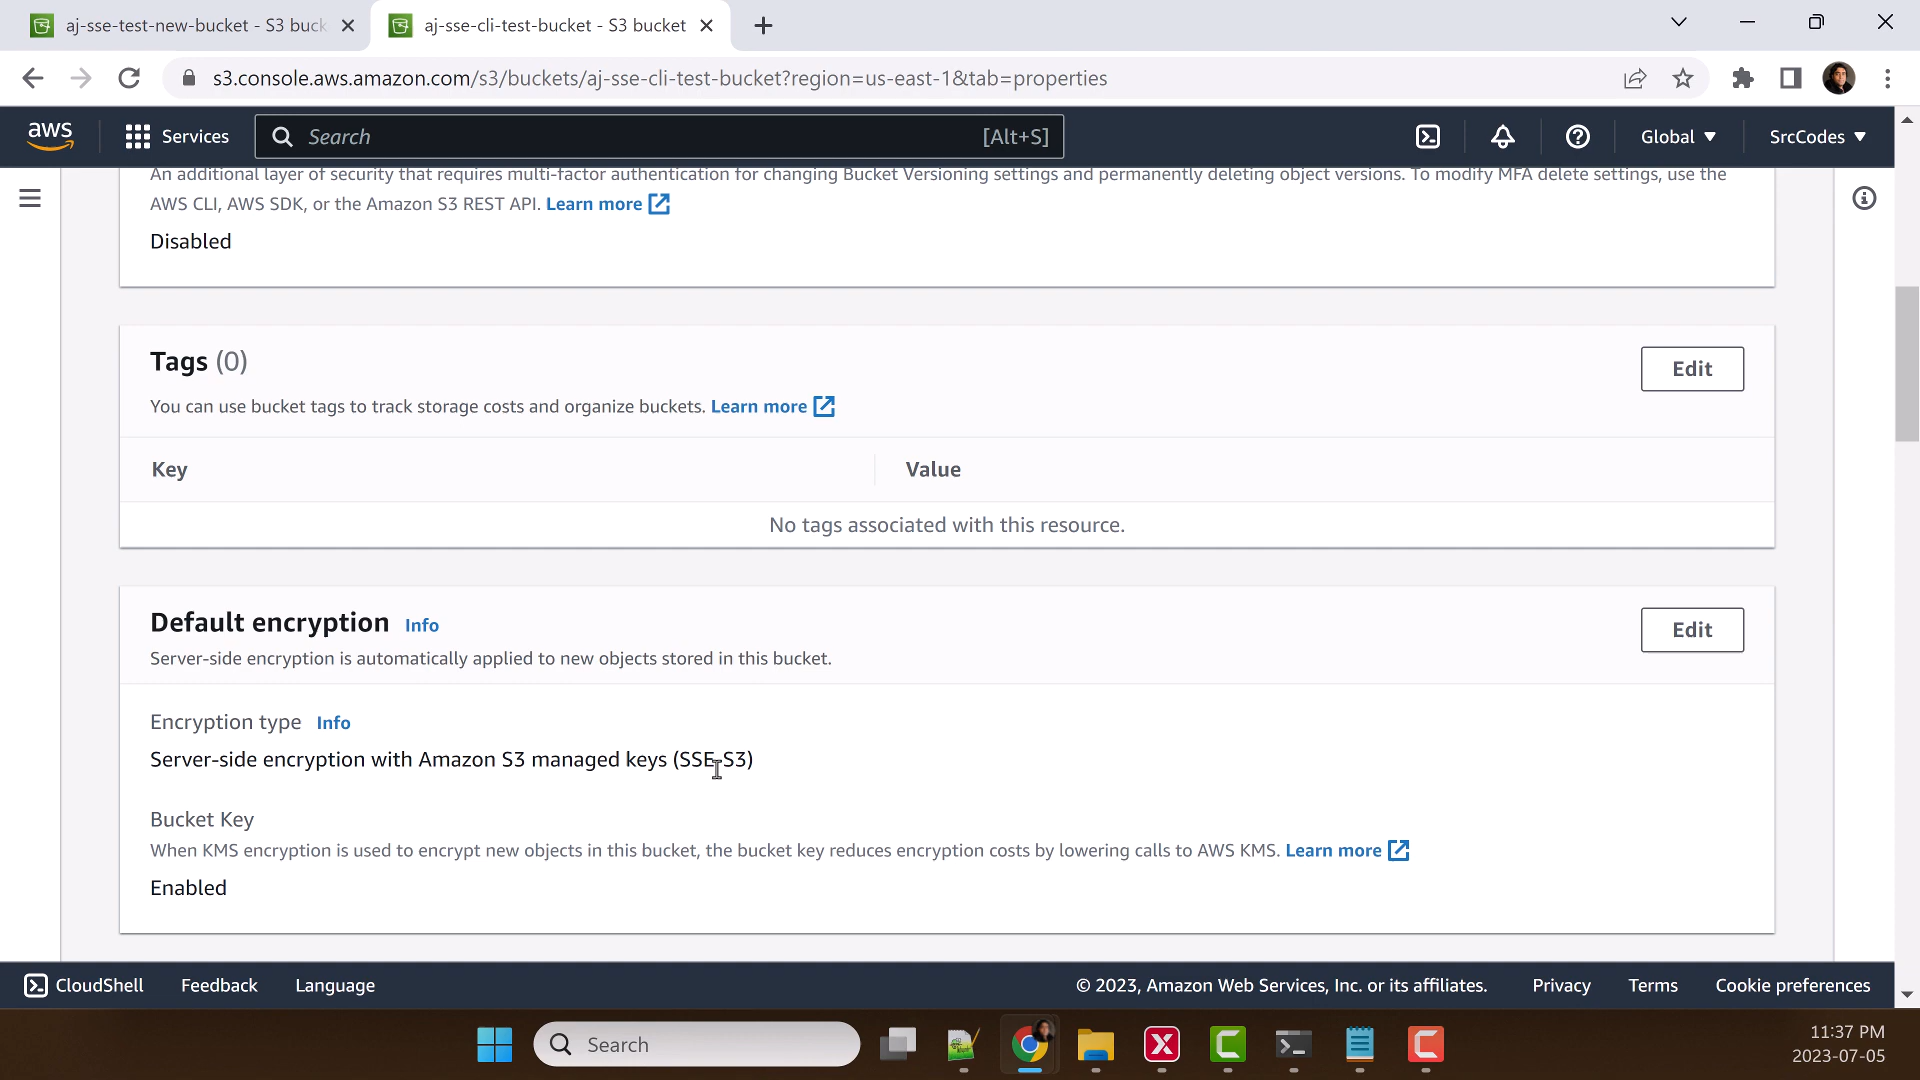 aj-sse-test-new-bucket - S3 buck
aj-sse-cli-test-bucket - S3 bucket
s3.console.aws.amazon.com/s3/buckets/aj-sse-cli-test-bucket?region=us-east-1&tab=properties
aws
Services
Search
[Alt+S]
Global
SrcCodes
An additional layer of security that requires multi-factor authentication for changing Bucket Versioning settings and permanently deleting object versions. To modify MFA delete settings, use the
AWS CLI, AWS SDK, or the Amazon S3 REST API. Learn more
Disabled
Tags (0)
Edit
You can use bucket tags to track storage costs and organize buckets. Learn more
Key
Value
No tags associated with this resource.
Default encryption Info
Edit
Server-side encryption is automatically applied to new objects stored in this bucket.
Encryption type Info
Server-side encryption with Amazon S3 managed keys (SSE-S3)
Bucket Key
When KMS encryption is used to encrypt new objects in this bucket, the bucket key reduces encryption costs by lowering calls to AWS KMS. Learn more
Enabled
CloudShell
Feedback
Language
© 2023, Amazon Web Services, Inc. or its affiliates.
Privacy
Terms
Cookie preferences
Search
11:37 PM
2023-07-05